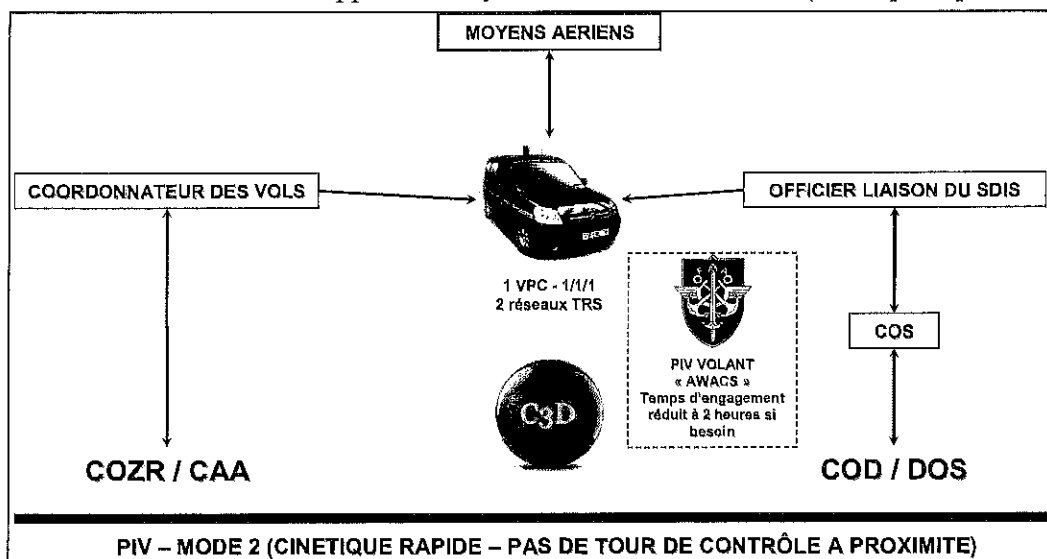 MOYENS AERIENS
COORDONNATEUR DES VOLS
OFFICIER LIAISON DU SDIS
1 VPC - 1/1/1
2 réseaux TRS
PIV VOLANT
« AWACS »
Temps d'engagement
réduit à 2 heures si
besoin
COS
C3D
COZR / CAA
COD / DOS
PIV – MODE 2 (CINETIQUE RAPIDE – PAS DE TOUR DE CONTRÔLE A PROXIMITE)